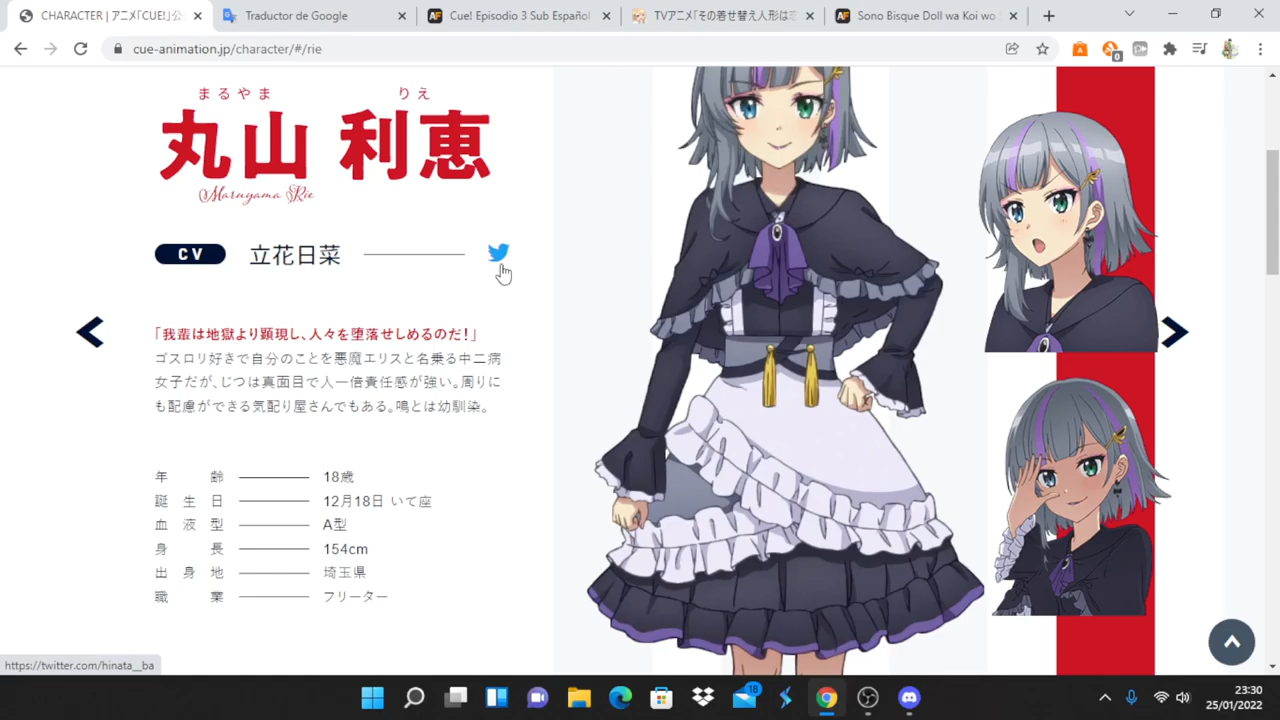 CHARACTER | アニメ「CUE!」公
Traductor de Google
Cue! Episodio 3 Sub Español
TVアニメ「その着せ替え人形は
Sono Bisque Doll wa Koi wo
cue-animation.jp/character/#/rie
0
まるやま りえ
丸山 利恵
Maruyama Rie
CV 立花日菜
「我輩は地獄より顕現し、人々を堕落せしめるのだ！」
ゴスロリ好きで自分のことを悪魔エリスと名乗る中二病
女子だが、じつは真面目で人一倍責任感が強い。周りに
も配慮ができる気配り屋さんでもある。鳴とは幼馴染。
年齢 18歳
誕生日 12月18日 いて座
血液型 A型
身長 154cm
出身地 埼玉県
職業 フリーター
https://twitter.com/hinata__ba
18
23:30
25/01/2022